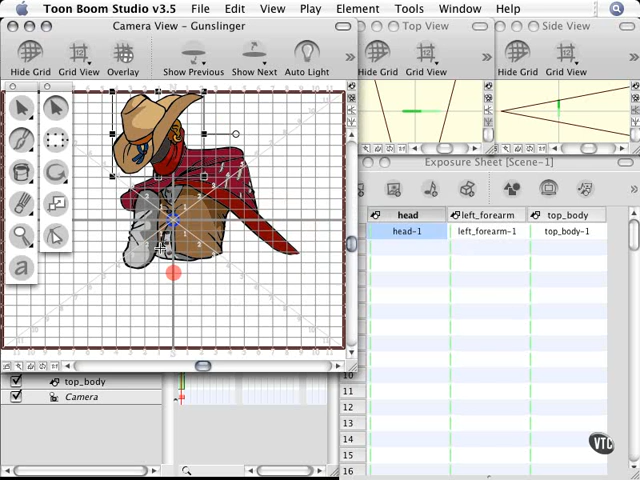 Toon Boom Studio v3.5 File Edit View Play Element Tools Window Help
Camera View - Gunslinger
Top View
Side View
Hide Grid Grid View Overlay Show Previous Show Next Auto Light
Hide Grid Grid View
Hide Grid Grid View
Exposure Sheet [Scene-1]
head left_forearm top_body
head-1 left_forearm-1 top_body-1
top_body
Camera
10
11
12
13
14
15
16
VTC